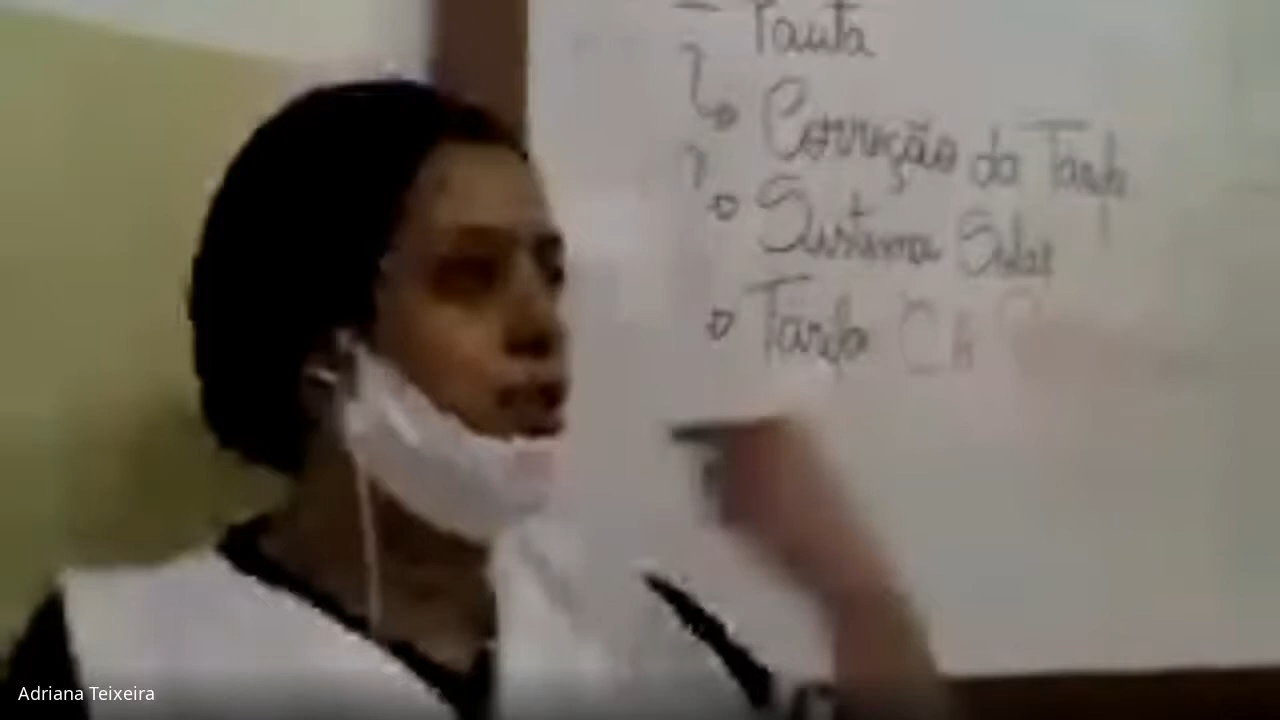 Pauta
Correção da Tarefa
Sistema Solar
Tarefa
Adriana Teixeira